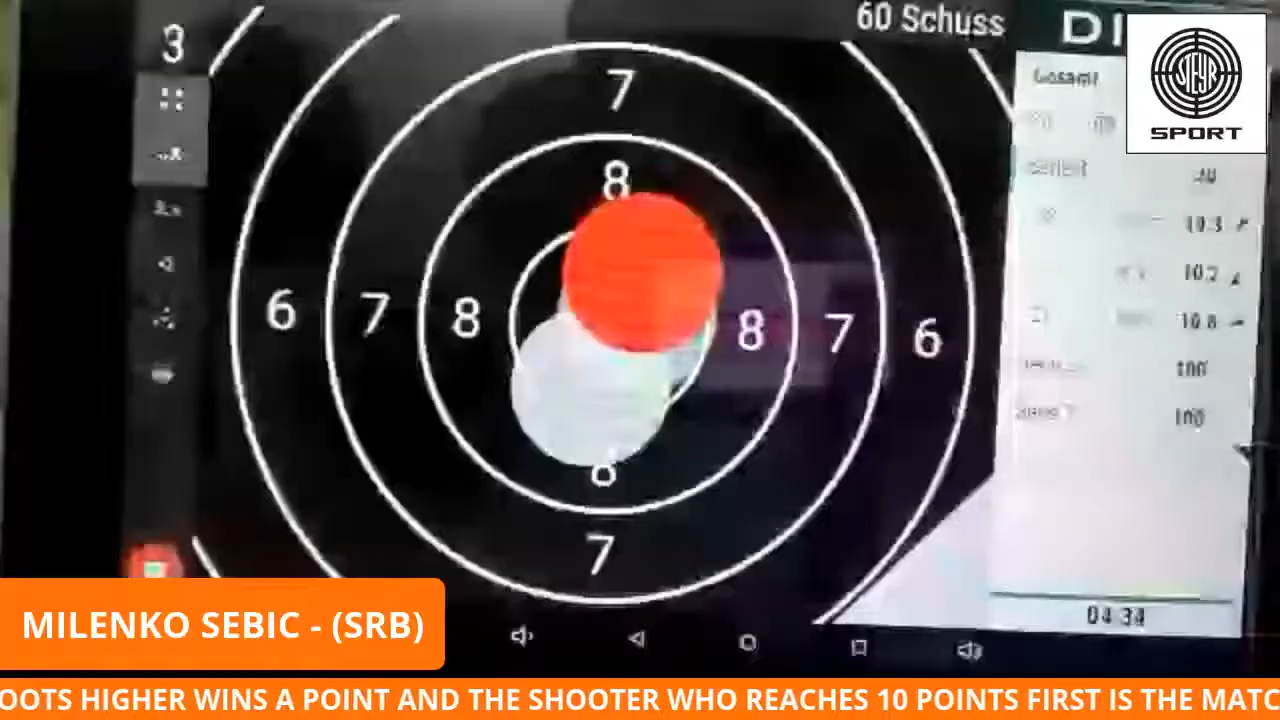 60 Schuss
DI
STEYR
SPORT
3
7
8
6 7 8 8 7 6
8
7
Gesamt
10.3
10.2
10.8
100
100
04:34
MILENKO SEBIC - (SRB)
OOTS HIGHER WINS A POINT AND THE SHOOTER WHO REACHES 10 POINTS FIRST IS THE MATC